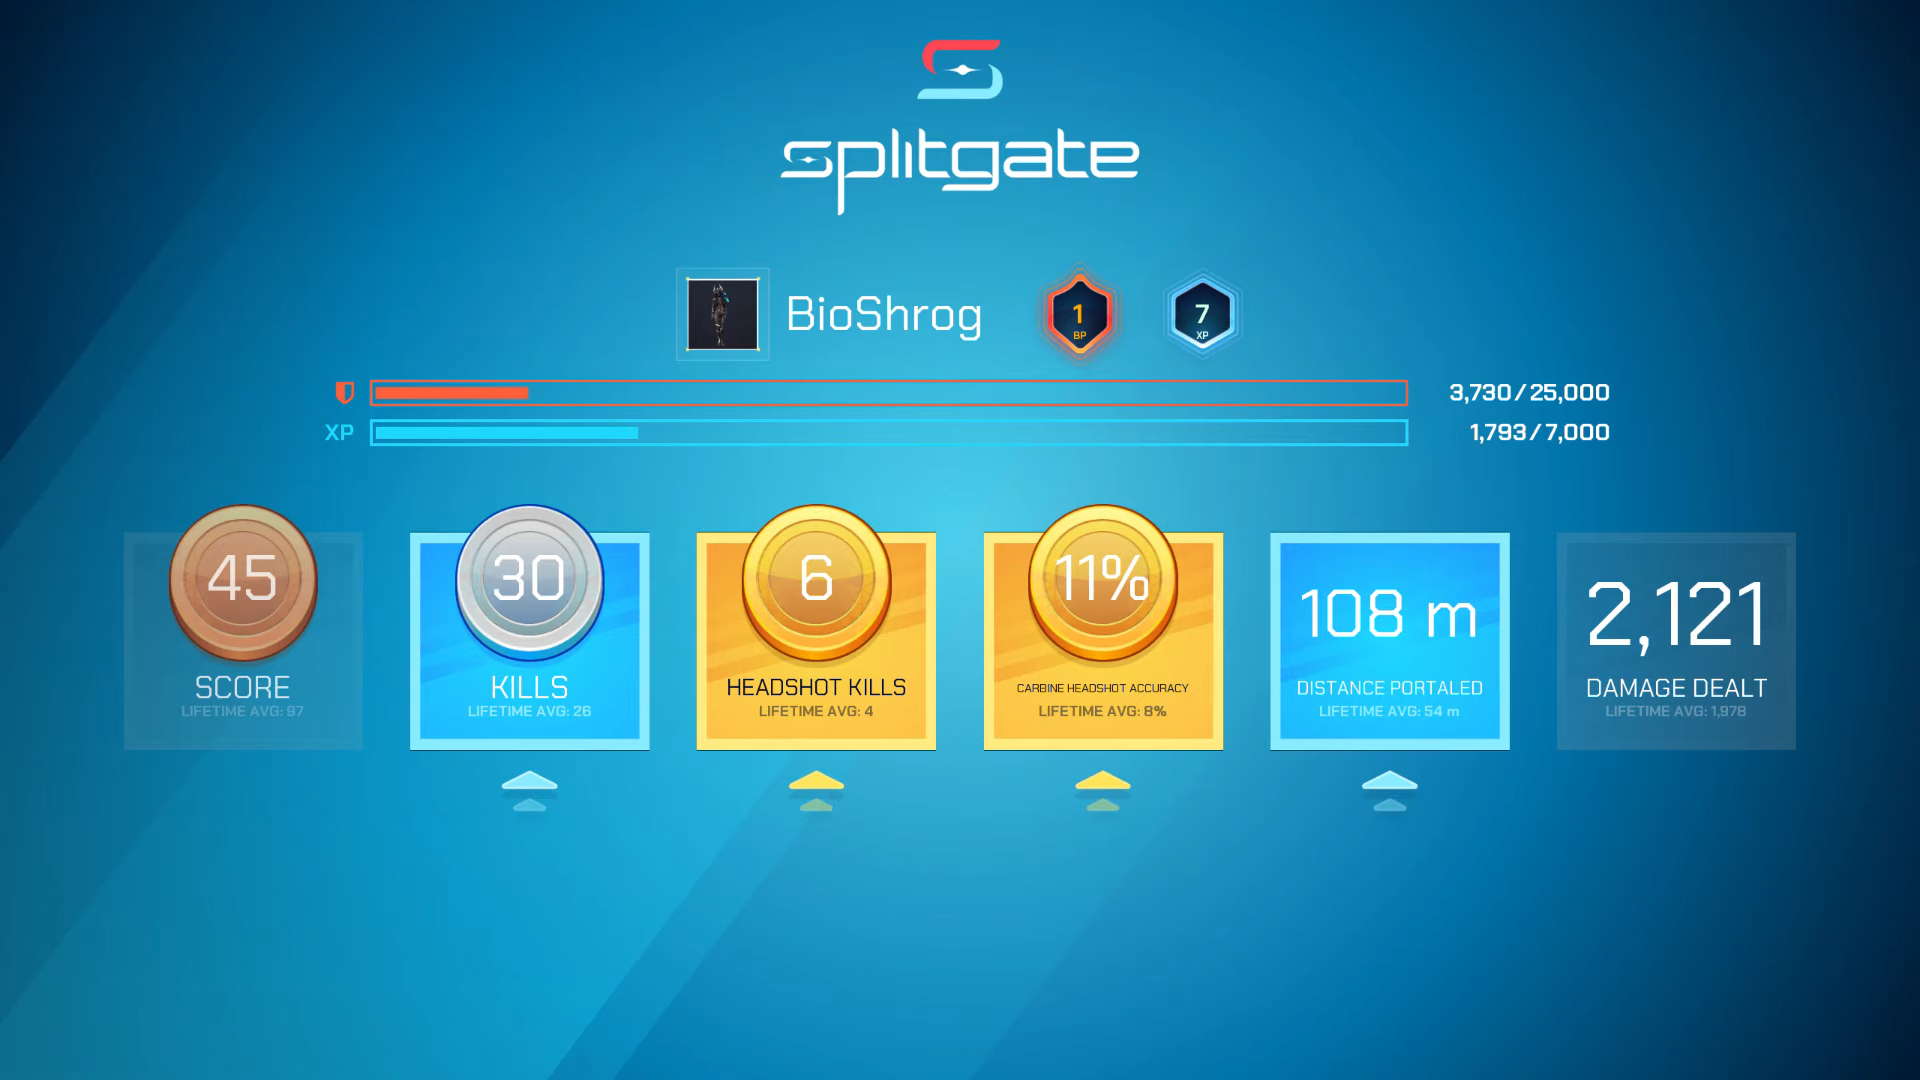 splitgate
BioShrog
1
BP
7
XP
3,730/25,000
XP
1,793/7,000
45
SCORE
LIFETIME AVG: 97
30
KILLS
LIFETIME AVG: 26
6
HEADSHOT KILLS
LIFETIME AVG: 4
11%
CARBINE HEADSHOT ACCURACY
LIFETIME AVG: 8%
108 m
DISTANCE PORTALED
LIFETIME AVG: 54 m
2,121
DAMAGE DEALT
LIFETIME AVG: 1,978